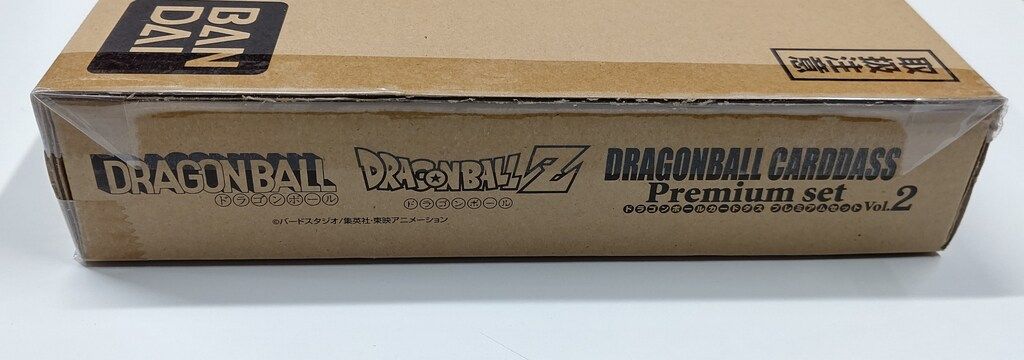 BAN
DAI
取扱注意
DRAGONBALL
ドラゴンボール
DRAGONBALL Z
ドラゴンボール
DRAGONBALL CARDDASS
Premium set
ドラゴンボールカードダス プレミアムセット Vol.2
©バードスタジオ/集英社・東映アニメーション